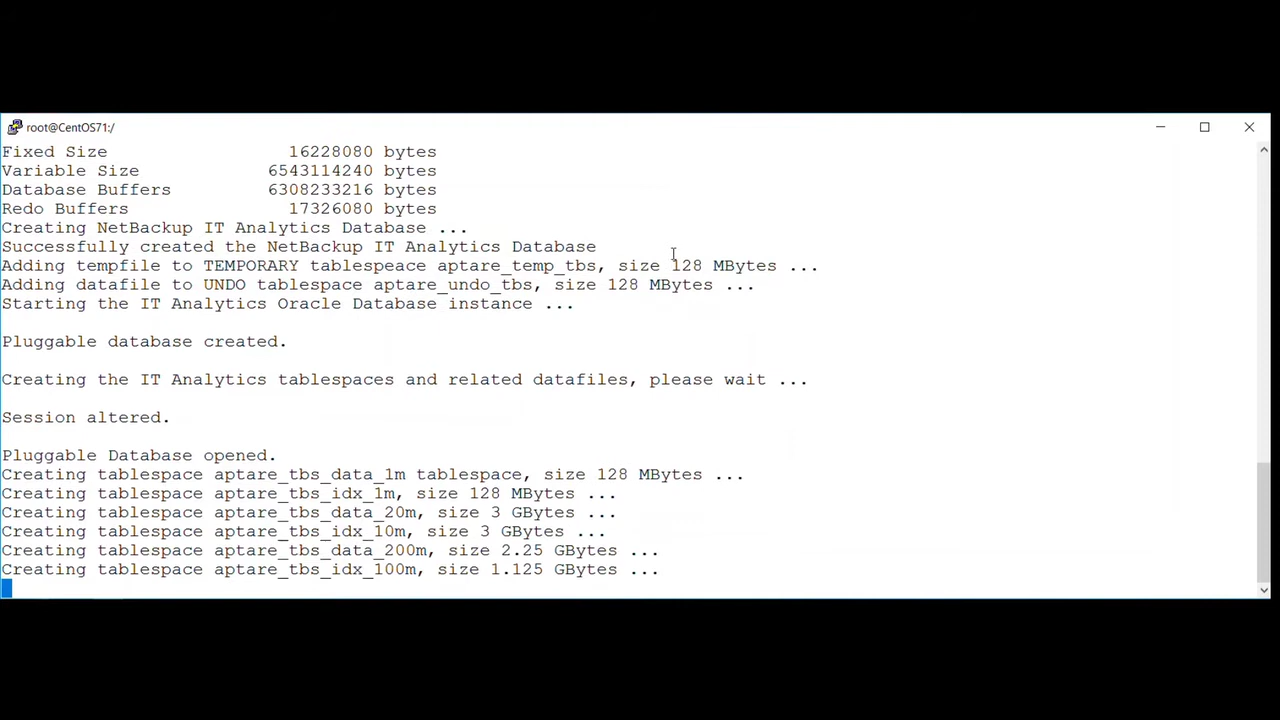 root@CentOS71:/
Fixed Size 16228080 bytes
Variable Size 6543114240 bytes
Database Buffers 6308233216 bytes
Redo Buffers 17326080 bytes
Creating NetBackup IT Analytics Database ...
Successfully created the NetBackup IT Analytics Database
Adding tempfile to TEMPORARY tablespeace aptare_temp_tbs, size 128 MBytes ...
Adding datafile to UNDO tablespace aptare_undo_tbs, size 128 MBytes ...
Starting the IT Analytics Oracle Database instance ...
Pluggable database created.
Creating the IT Analytics tablespaces and related datafiles, please wait ...
Session altered.
Pluggable Database opened.
Creating tablespace aptare_tbs_data_1m tablespace, size 128 MBytes ...
Creating tablespace aptare_tbs_idx_1m, size 128 MBytes ...
Creating tablespace aptare_tbs_data_20m, size 3 GBytes ...
Creating tablespace aptare_tbs_idx_10m, size 3 GBytes ...
Creating tablespace aptare_tbs_data_200m, size 2.25 GBytes ...
Creating tablespace aptare_tbs_idx_100m, size 1.125 GBytes ...